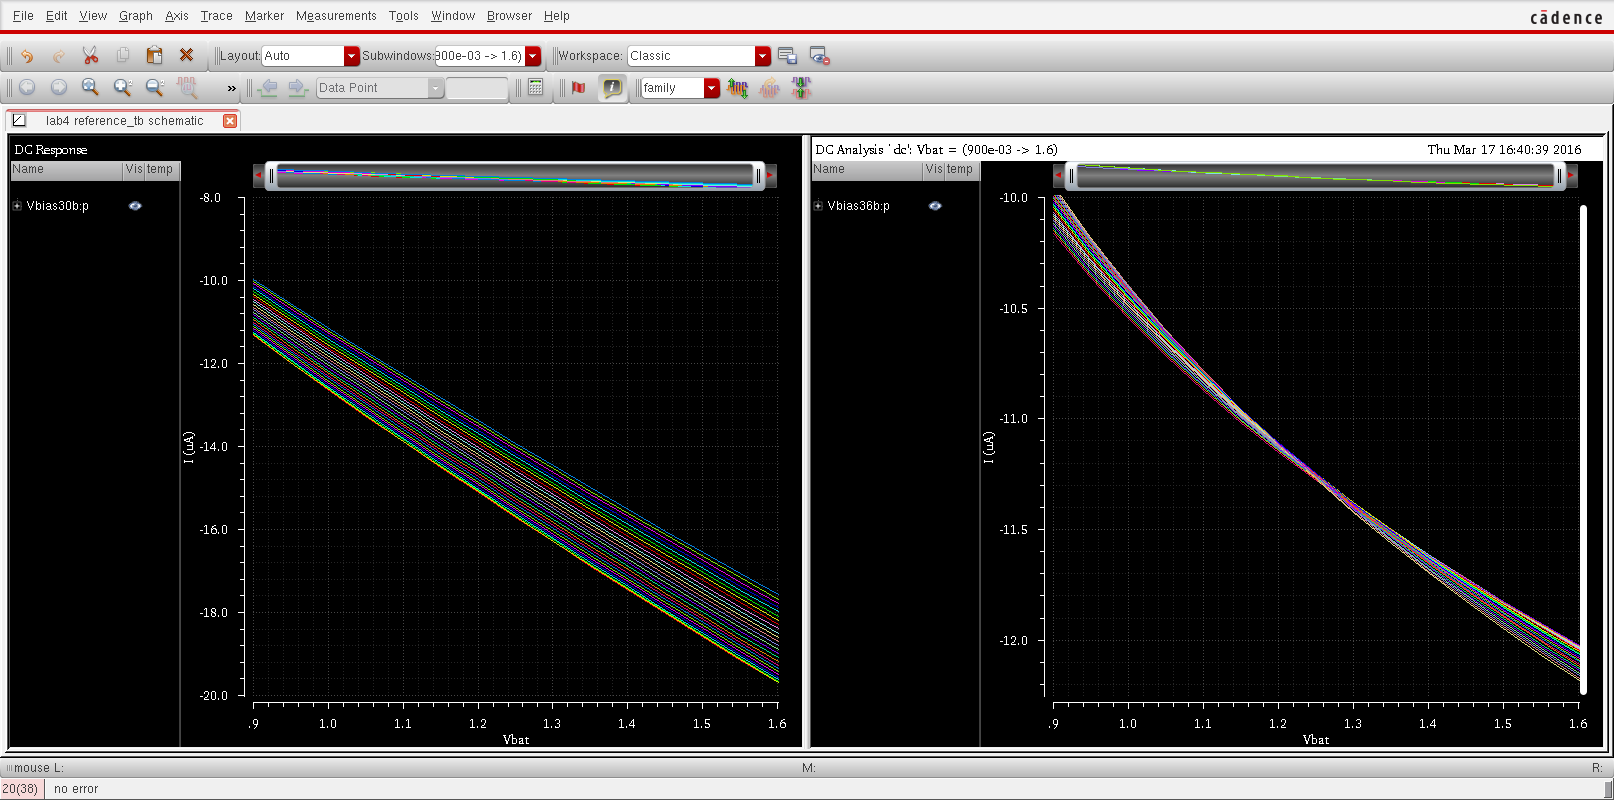 File Edit View Graph Axis Trace Marker Measurements Tools Window Browser Help
cādence
Layout: Auto Subwindows: 900e-03 -> 1.6) Workspace: Classic
» Data Point family
lab4 reference_tb schematic
DC Response
Name Vis temp
Vbias30b:p
-8.0
-10.0
-12.0
-14.0
-16.0
-18.0
-20.0
I (uA)
.9 1.0 1.1 1.2 1.3 1.4 1.5 1.6
Vbat
DC Analysis `dc': Vbat = (900e-03 -> 1.6) Thu Mar 17 16:40:39 2016
Name Vis temp
Vbias36b:p
-10.0
-10.5
-11.0
-11.5
-12.0
I (uA)
.9 1.0 1.1 1.2 1.3 1.4 1.5 1.6
Vbat
mouse L: M: R:
20(38) no error